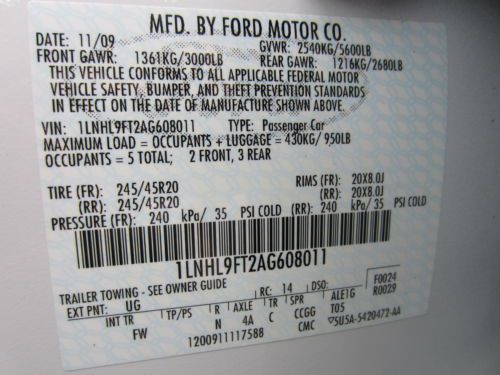 MFD. BY FORD MOTOR CO.
DATE: 11/09 GVWR: 2540KG/5600LB
FRONT GAWR: 1361KG/3000LB REAR GAWR: 1216KG/2680LB
THIS VEHICLE CONFORMS TO ALL APPLICABLE FEDERAL MOTOR
VEHICLE SAFETY, BUMPER, AND THEFT PREVENTION STANDARDS
IN EFFECT ON THE DATE OF MANUFACTURE SHOWN ABOVE.
VIN: 1LNHL9FT2AG608011 TYPE: Passenger Car
MAXIMUM LOAD = OCCUPANTS + LUGGAGE = 430KG/ 950LB
OCCUPANTS = 5 TOTAL; 2 FRONT, 3 REAR
TIRE (FR): 245/45R20 RIMS (FR): 20X8.0J
(RR): 245/45R20 (RR): 20X8.0J
PRESSURE (FR): 240 kPa/ 35 PSI COLD (RR): 240 kPa/ 35 PSI COLD
1LNHL9FT2AG608011
TRAILER TOWING - SEE OWNER GUIDE RC: 14 DSO: F0024
EXT PNT: UG R0029
INT TR TP/PS R AXLE TR SPR ALE1G
FW N 4A C CCGG T05
1200911117588 CMC 5U5A-5420472-AA